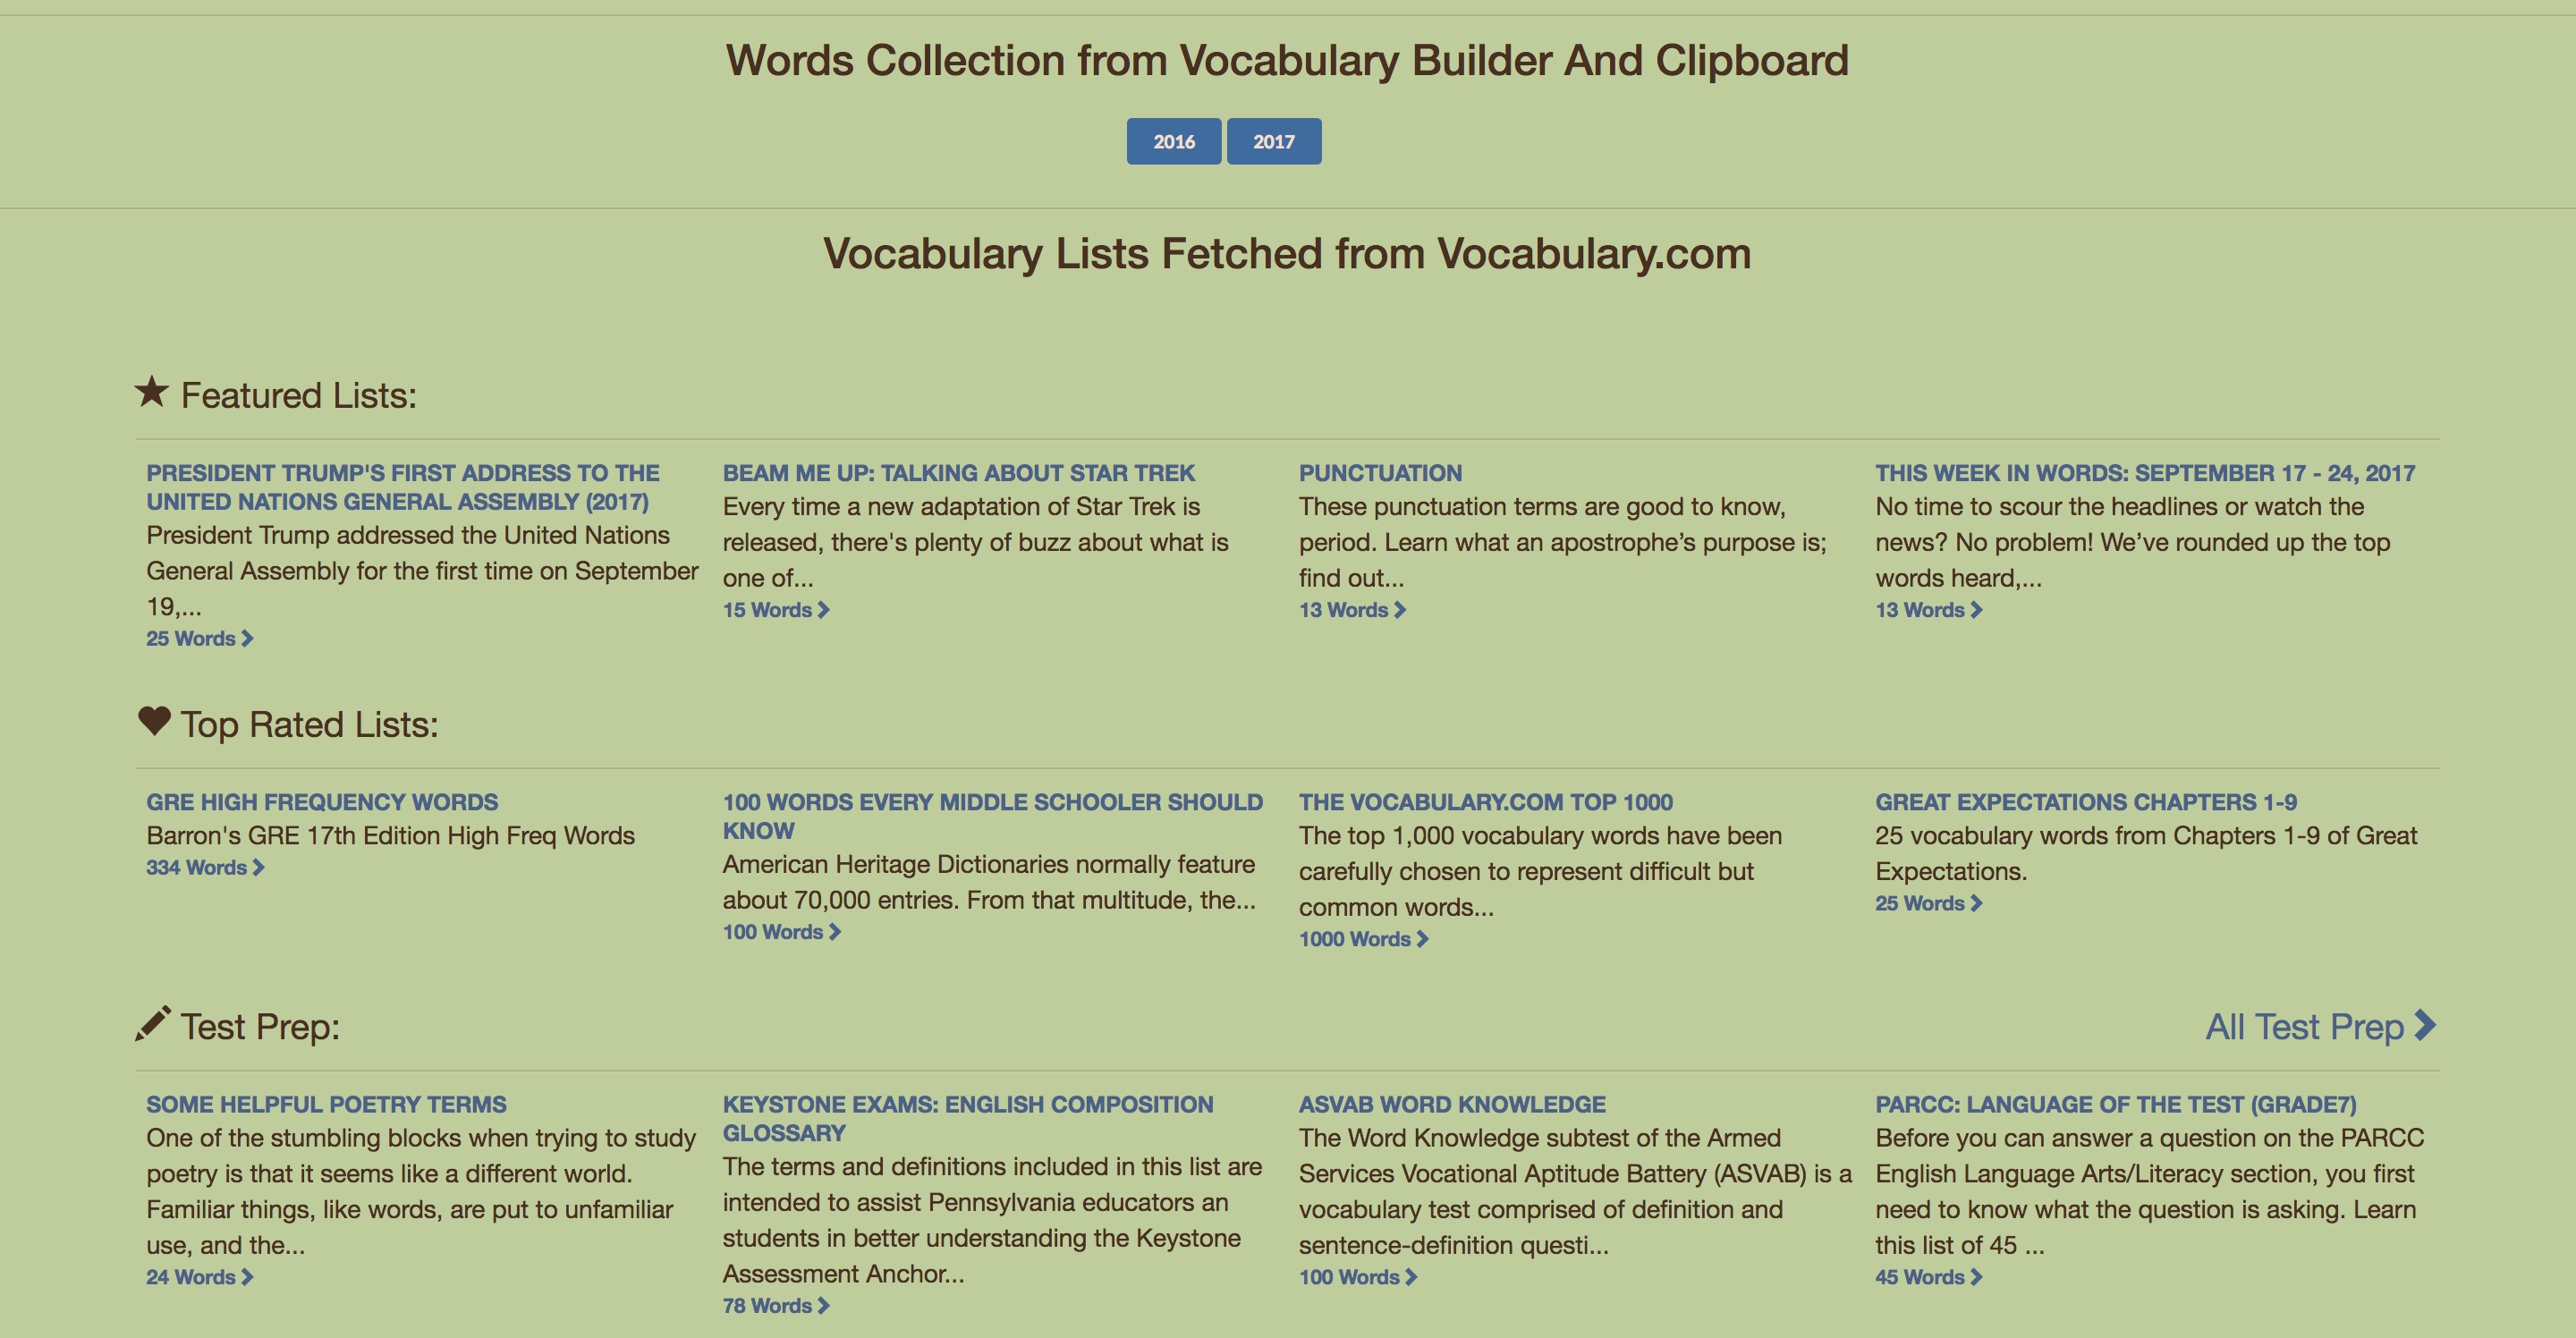 Words Collection from Vocabulary Builder And Clipboard
2016 2017
Vocabulary Lists Fetched from Vocabulary.com
Featured Lists:
PRESIDENT TRUMP'S FIRST ADDRESS TO THE
UNITED NATIONS GENERAL ASSEMBLY (2017)
President Trump addressed the United Nations
General Assembly for the first time on September
19,...
25 Words
BEAM ME UP: TALKING ABOUT STAR TREK
Every time a new adaptation of Star Trek is
released, there's plenty of buzz about what is
one of...
15 Words
PUNCTUATION
These punctuation terms are good to know,
period. Learn what an apostrophe’s purpose is;
find out...
13 Words
THIS WEEK IN WORDS: SEPTEMBER 17 - 24, 2017
No time to scour the headlines or watch the
news? No problem! We’ve rounded up the top
words heard,...
13 Words
Top Rated Lists:
GRE HIGH FREQUENCY WORDS
Barron's GRE 17th Edition High Freq Words
334 Words
100 WORDS EVERY MIDDLE SCHOOLER SHOULD
KNOW
American Heritage Dictionaries normally feature
about 70,000 entries. From that multitude, the...
100 Words
THE VOCABULARY.COM TOP 1000
The top 1,000 vocabulary words have been
carefully chosen to represent difficult but
common words...
1000 Words
GREAT EXPECTATIONS CHAPTERS 1-9
25 vocabulary words from Chapters 1-9 of Great
Expectations.
25 Words
Test Prep:
All Test Prep
SOME HELPFUL POETRY TERMS
One of the stumbling blocks when trying to study
poetry is that it seems like a different world.
Familiar things, like words, are put to unfamiliar
use, and the...
24 Words
KEYSTONE EXAMS: ENGLISH COMPOSITION
GLOSSARY
The terms and definitions included in this list are
intended to assist Pennsylvania educators an
students in better understanding the Keystone
Assessment Anchor...
78 Words
ASVAB WORD KNOWLEDGE
The Word Knowledge subtest of the Armed
Services Vocational Aptitude Battery (ASVAB) is a
vocabulary test comprised of definition and
sentence-definition questi...
100 Words
PARCC: LANGUAGE OF THE TEST (GRADE7)
Before you can answer a question on the PARCC
English Language Arts/Literacy section, you first
need to know what the question is asking. Learn
this list of 45 ...
45 Words